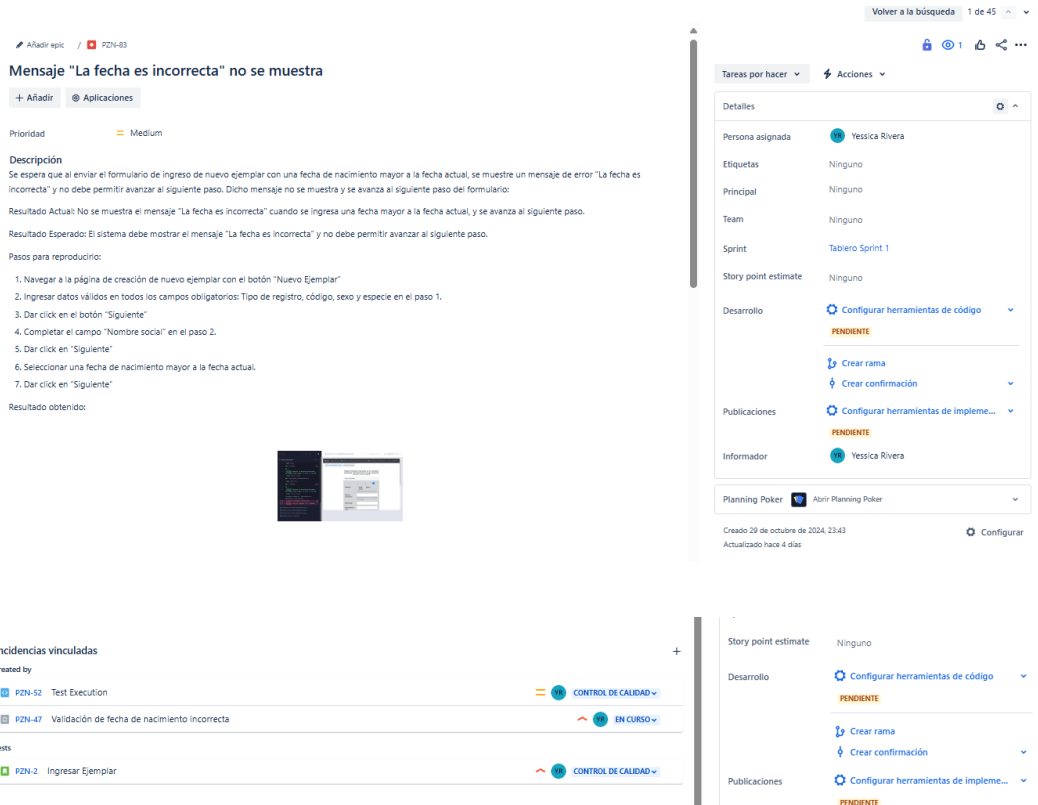 Volver a la búsqueda 1 de 45
Añadir epic / PZN-83
1
Mensaje "La fecha es incorrecta" no se muestra
+ Añadir Aplicaciones
Prioridad Medium
Descripción
Se espera que al enviar el formulario de ingreso de nuevo ejemplar con una fecha de nacimiento mayor a la fecha actual, se muestre un mensaje de error "La fecha es
incorrecta" y no debe permitir avanzar al siguiente paso. Dicho mensaje no se muestra y se avanza al siguiente paso del formulario:
Resultado Actual: No se muestra el mensaje "La fecha es incorrecta" cuando se ingresa una fecha mayor a la fecha actual, y se avanza al siguiente paso.
Resultado Esperado: El sistema debe mostrar el mensaje "La fecha es incorrecta" y no debe permitir avanzar al siguiente paso.
Pasos para reproducirlo:
1. Navegar a la página de creación de nuevo ejemplar con el botón "Nuevo Ejemplar"
2. Ingresar datos válidos en todos los campos obligatorios: Tipo de registro, código, sexo y especie en el paso 1.
3. Dar click en el botón "Siguiente"
4. Completar el campo "Nombre social" en el paso 2.
5. Dar click en "Siguiente"
6. Seleccionar una fecha de nacimiento mayor a la fecha actual.
7. Dar click en "Siguiente"
Resultado obtenido:
Tareas por hacer Acciones
Detalles
Persona asignada YR Yessica Rivera
Etiquetas Ninguno
Principal Ninguno
Team Ninguno
Sprint Tablero Sprint 1
Story point estimate Ninguno
Desarrollo Configurar herramientas de código
PENDIENTE
Crear rama
Crear confirmación
Publicaciones Configurar herramientas de impleme...
PENDIENTE
Informador YR Yessica Rivera
Planning Poker Abrir Planning Poker
Creado 29 de octubre de 2024, 23:43
Actualizado hace 4 días
Configurar
ncidencias vinculadas +
reated by
PZN-52 Test Execution YR CONTROL DE CALIDAD
PZN-47 Validación de fecha de nacimiento incorrecta YR EN CURSO
ests
PZN-2 Ingresar Ejemplar YR CONTROL DE CALIDAD
Story point estimate Ninguno
Desarrollo Configurar herramientas de código
PENDIENTE
Crear rama
Crear confirmación
Publicaciones Configurar herramientas de impleme...
PENDIENTE